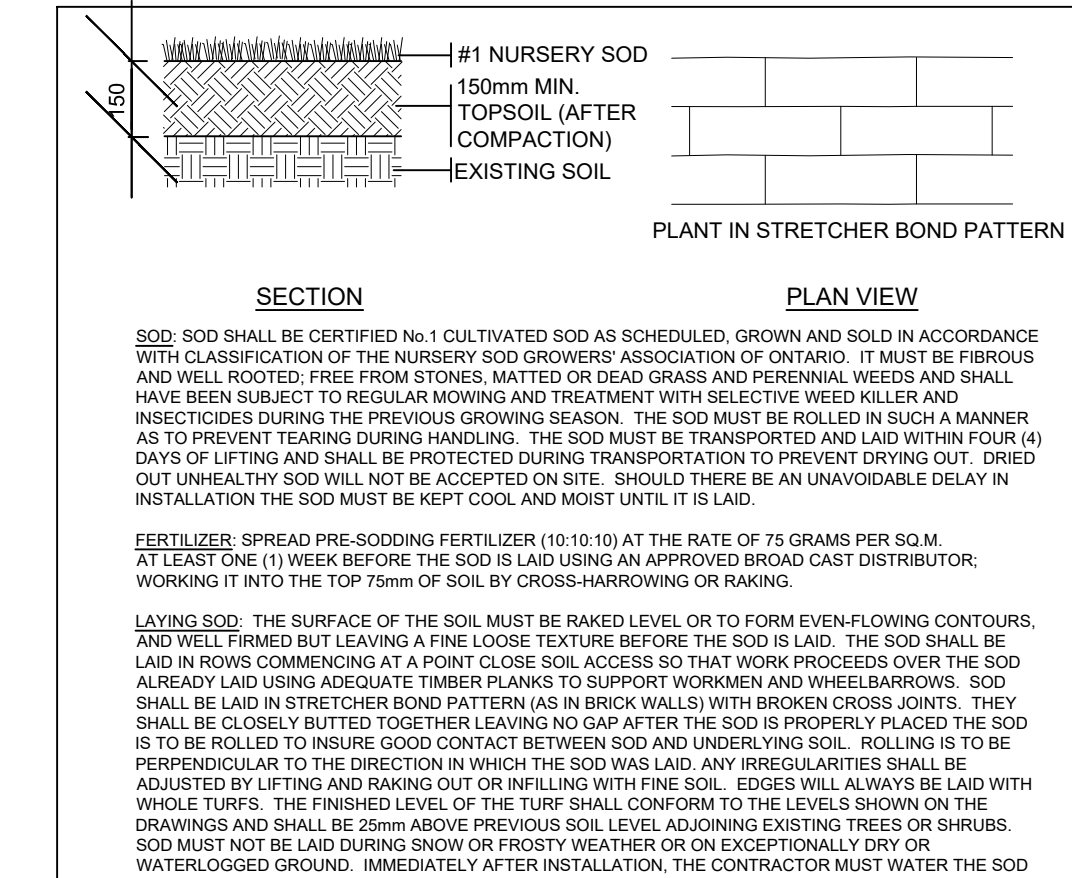 150
#1 NURSERY SOD
150mm MIN.
TOPSOIL (AFTER
COMPACTION)
EXISTING SOIL
PLANT IN STRETCHER BOND PATTERN
SECTION
PLAN VIEW
SOD: SOD SHALL BE CERTIFIED No.1 CULTIVATED SOD AS SCHEDULED, GROWN AND SOLD IN ACCORDANCE
WITH CLASSIFICATION OF THE NURSERY SOD GROWERS' ASSOCIATION OF ONTARIO. IT MUST BE FIBROUS
AND WELL ROOTED; FREE FROM STONES, MATTED OR DEAD GRASS AND PERENNIAL WEEDS AND SHALL
HAVE BEEN SUBJECT TO REGULAR MOWING AND TREATMENT WITH SELECTIVE WEED KILLER AND
INSECTICIDES DURING THE PREVIOUS GROWING SEASON. THE SOD MUST BE ROLLED IN SUCH A MANNER
AS TO PREVENT TEARING DURING HANDLING. THE SOD MUST BE TRANSPORTED AND LAID WITHIN FOUR (4)
DAYS OF LIFTING AND SHALL BE PROTECTED DURING TRANSPORTATION TO PREVENT DRYING OUT. DRIED
OUT UNHEALTHY SOD WILL NOT BE ACCEPTED ON SITE. SHOULD THERE BE AN UNAVOIDABLE DELAY IN
INSTALLATION THE SOD MUST BE KEPT COOL AND MOIST UNTIL IT IS LAID.
FERTILIZER: SPREAD PRE-SODDING FERTILIZER (10:10:10) AT THE RATE OF 75 GRAMS PER SQ.M.
AT LEAST ONE (1) WEEK BEFORE THE SOD IS LAID USING AN APPROVED BROAD CAST DISTRIBUTOR;
WORKING IT INTO THE TOP 75mm OF SOIL BY CROSS-HARROWING OR RAKING.
LAYING SOD: THE SURFACE OF THE SOIL MUST BE RAKED LEVEL OR TO FORM EVEN-FLOWING CONTOURS,
AND WELL FIRMED BUT LEAVING A FINE LOOSE TEXTURE BEFORE THE SOD IS LAID. THE SOD SHALL BE
LAID IN ROWS COMMENCING AT A POINT CLOSE SOIL ACCESS SO THAT WORK PROCEEDS OVER THE SOD
ALREADY LAID USING ADEQUATE TIMBER PLANKS TO SUPPORT WORKMEN AND WHEELBARROWS. SOD
SHALL BE LAID IN STRETCHER BOND PATTERN (AS IN BRICK WALLS) WITH BROKEN CROSS JOINTS. THEY
SHALL BE CLOSELY BUTTED TOGETHER LEAVING NO GAP AFTER THE SOD IS PROPERLY PLACED THE SOD
IS TO BE ROLLED TO INSURE GOOD CONTACT BETWEEN SOD AND UNDERLYING SOIL. ROLLING IS TO BE
PERPENDICULAR TO THE DIRECTION IN WHICH THE SOD WAS LAID. ANY IRREGULARITIES SHALL BE
ADJUSTED BY LIFTING AND RAKING OUT OR INFILLING WITH FINE SOIL. EDGES WILL ALWAYS BE LAID WITH
WHOLE TURFS. THE FINISHED LEVEL OF THE TURF SHALL CONFORM TO THE LEVELS SHOWN ON THE
DRAWINGS AND SHALL BE 25mm ABOVE PREVIOUS SOIL LEVEL ADJOINING EXISTING TREES OR SHRUBS.
SOD MUST NOT BE LAID DURING SNOW OR FROSTY WEATHER OR ON EXCEPTIONALLY DRY OR
WATERLOGGED GROUND. IMMEDIATELY AFTER INSTALLATION, THE CONTRACTOR MUST WATER THE SOD